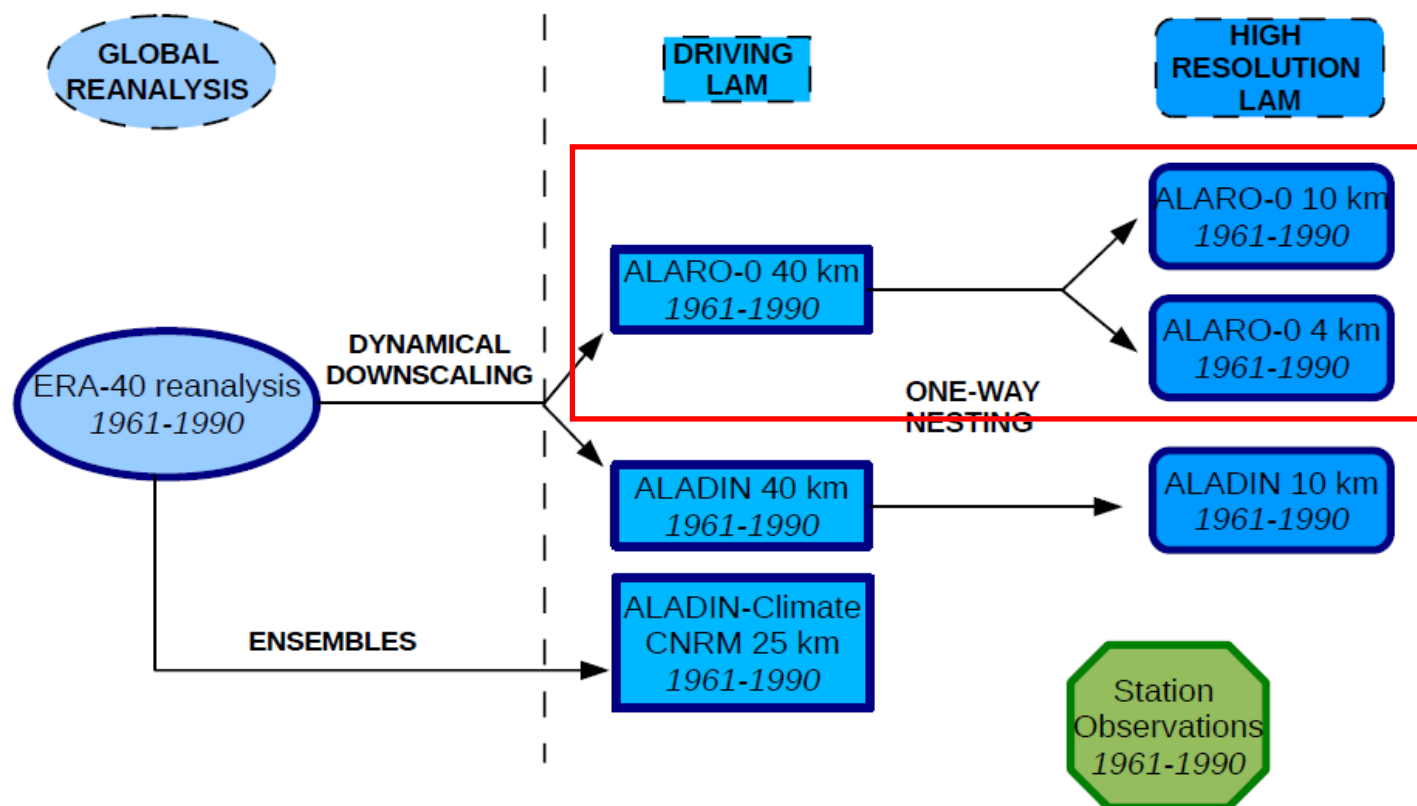 GLOBAL
REANALYSIS
DRIVING
LAM
HIGH
RESOLUTION
LAM
ALARO-0 10 km
1961-1990
ALARO-0 40 km
1961-1990
ALARO-0 4 km
1961-1990
DYNAMICAL
DOWNSCALING
ERA-40 reanalysis
1961-1990
ONE-WAY
NESTING
ALADIN 40 km
1961-1990
ALADIN 10 km
1961-1990
ALADIN-Climate
CNRM 25 km
1961-1990
ENSEMBLES
Station
Observations
1961-1990